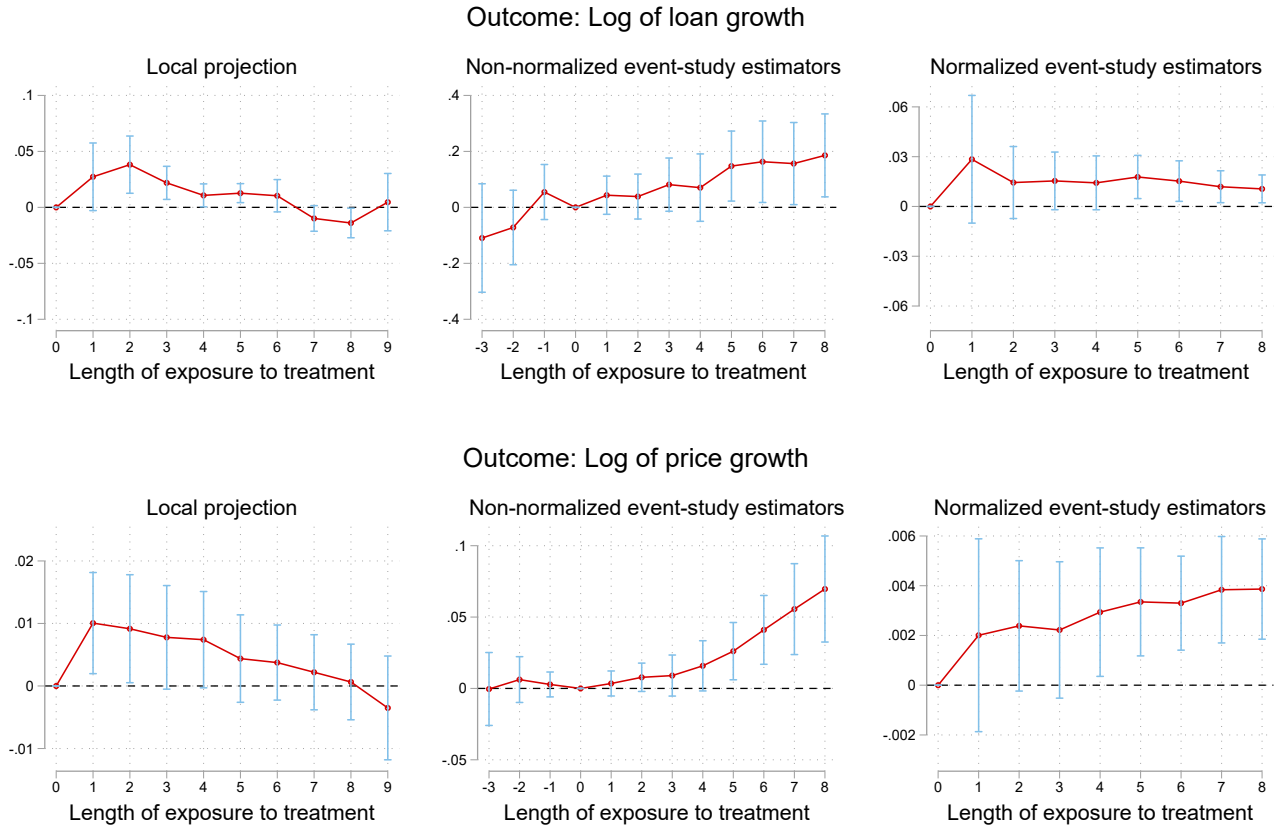 Outcome: Log of loan growth
Local projection
.1
.05
0
-.05
-.1
0 1 2 3 4 5 6 7 8 9
Length of exposure to treatment
Non-normalized event-study estimators
.4
.2
0
-.2
-.4
-3 -2 -1 0 1 2 3 4 5 6 7 8
Length of exposure to treatment
Normalized event-study estimators
.06
.03
0
-.03
-.06
0 1 2 3 4 5 6 7 8
Length of exposure to treatment
Outcome: Log of price growth
Local projection
.02
.01
0
-.01
0 1 2 3 4 5 6 7 8 9
Length of exposure to treatment
Non-normalized event-study estimators
.1
.05
0
-.05
-3 -2 -1 0 1 2 3 4 5 6 7 8
Length of exposure to treatment
Normalized event-study estimators
.006
.004
.002
0
-.002
0 1 2 3 4 5 6 7 8
Length of exposure to treatment